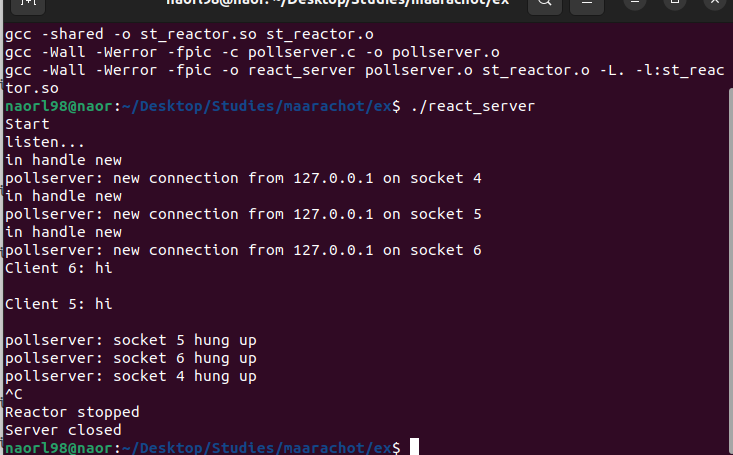 naorl98@naor: ~/Desktop/Studies/maarachot/ex
gcc -shared -o st_reactor.so st_reactor.o
gcc -Wall -Werror -fpic -c pollserver.c -o pollserver.o
gcc -Wall -Werror -fpic -o react_server pollserver.o st_reactor.o -L. -l:st_reac
tor.so
naorl98@naor:~/Desktop/Studies/maarachot/ex$ ./react_server
Start
listen...
in handle new
pollserver: new connection from 127.0.0.1 on socket 4
in handle new
pollserver: new connection from 127.0.0.1 on socket 5
in handle new
pollserver: new connection from 127.0.0.1 on socket 6
Client 6: hi
Client 5: hi
pollserver: socket 5 hung up
pollserver: socket 6 hung up
pollserver: socket 4 hung up
^C
Reactor stopped
Server closed
naorl98@naor:~/Desktop/Studies/maarachot/ex$